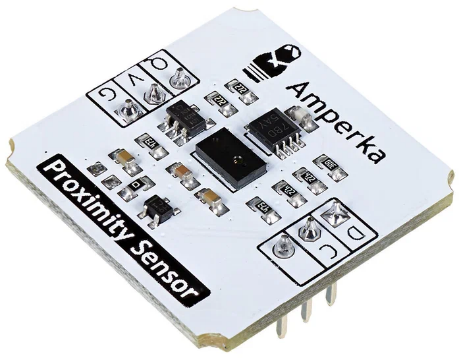 Amperka
Q V G
Proximity Sensor
D C